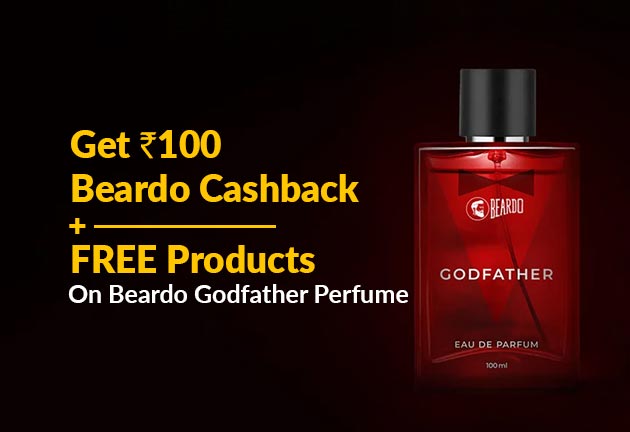 Get ₹100
Beardo Cashback
+
FREE Products
On Beardo Godfather Perfume
BEARDO
GODFATHER
EAU DE PARFUM
100 ml